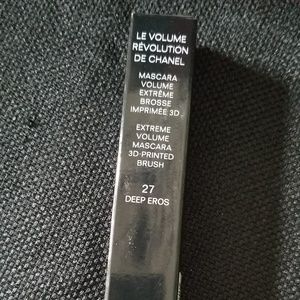 LE VOLUME
RÉVOLUTION
DE CHANEL
MASCARA
VOLUME
EXTRÊME
BROSSE
IMPRIMÉE 3D
EXTREME
VOLUME
MASCARA
3D-PRINTED
BRUSH
27
DEEP EROS